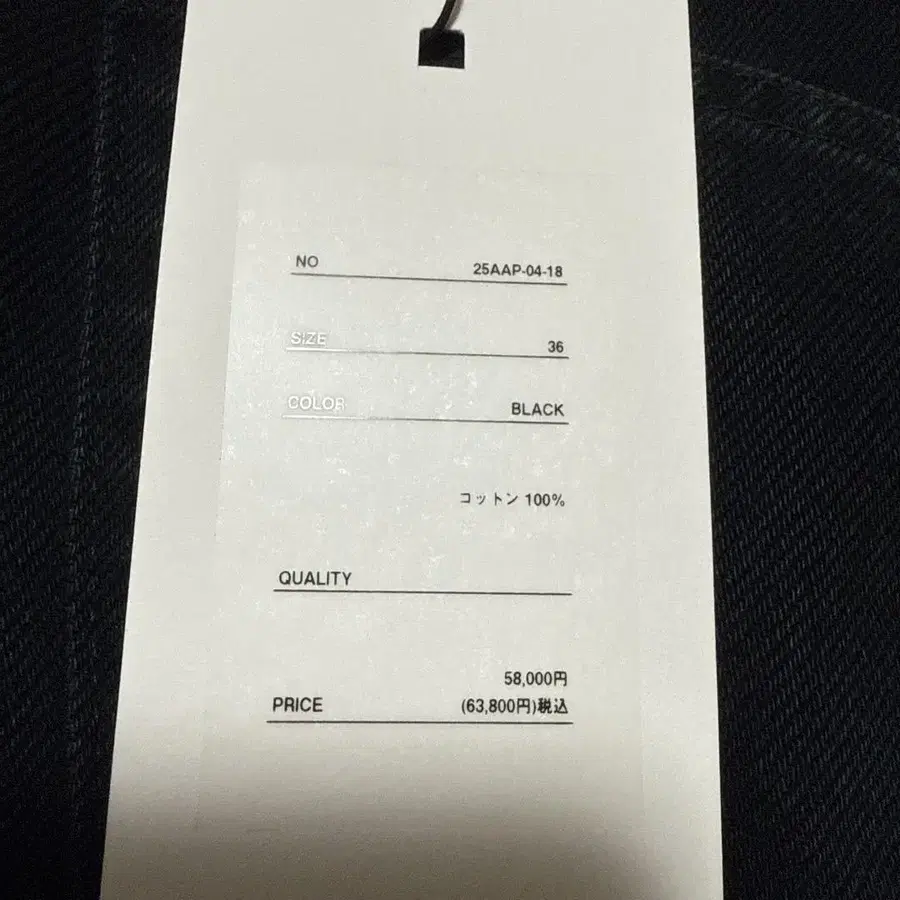 NO 25AAP-04-18
SIZE 36
COLOR BLACK
コットン 100%
QUALITY
58,000円
PRICE (63,800円)税込